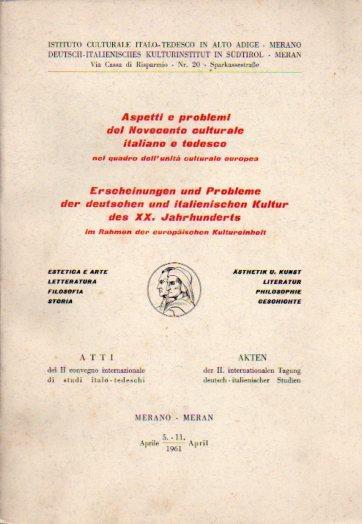 ISTITUTO CULTURALE ITALO-TEDESCO IN ALTO ADIGE - MERANO
DEUTSCH-ITALIENISCHES KULTURINSTITUT IN SÜDTIROL - MERAN
Via Cassa di Risparmio - Nr. 20 - Sparkassestraße
Aspetti e problemi
del Novecento culturale
italiano e tedesco
nel quadro dell'unità culturale europea
Erscheinungen und Probleme
der deutschen und italienischen Kultur
des XX. Jahrhunderts
im Rahmen der europäischen Kultureinheit
ESTETICA E ARTE
LETTERATURA
FILOSOFIA
STORIA
ÄSTHETIK U. KUNST
LITERATUR
PHILOSOPHIE
GESCHICHTE
ATTI
del II convegno internazionale
di studi italo-tedeschi
AKTEN
der II. internationalen Tagung
deutsch-italienischer Studien
MERANO - MERAN
Aprile 5. - 11. April
1961